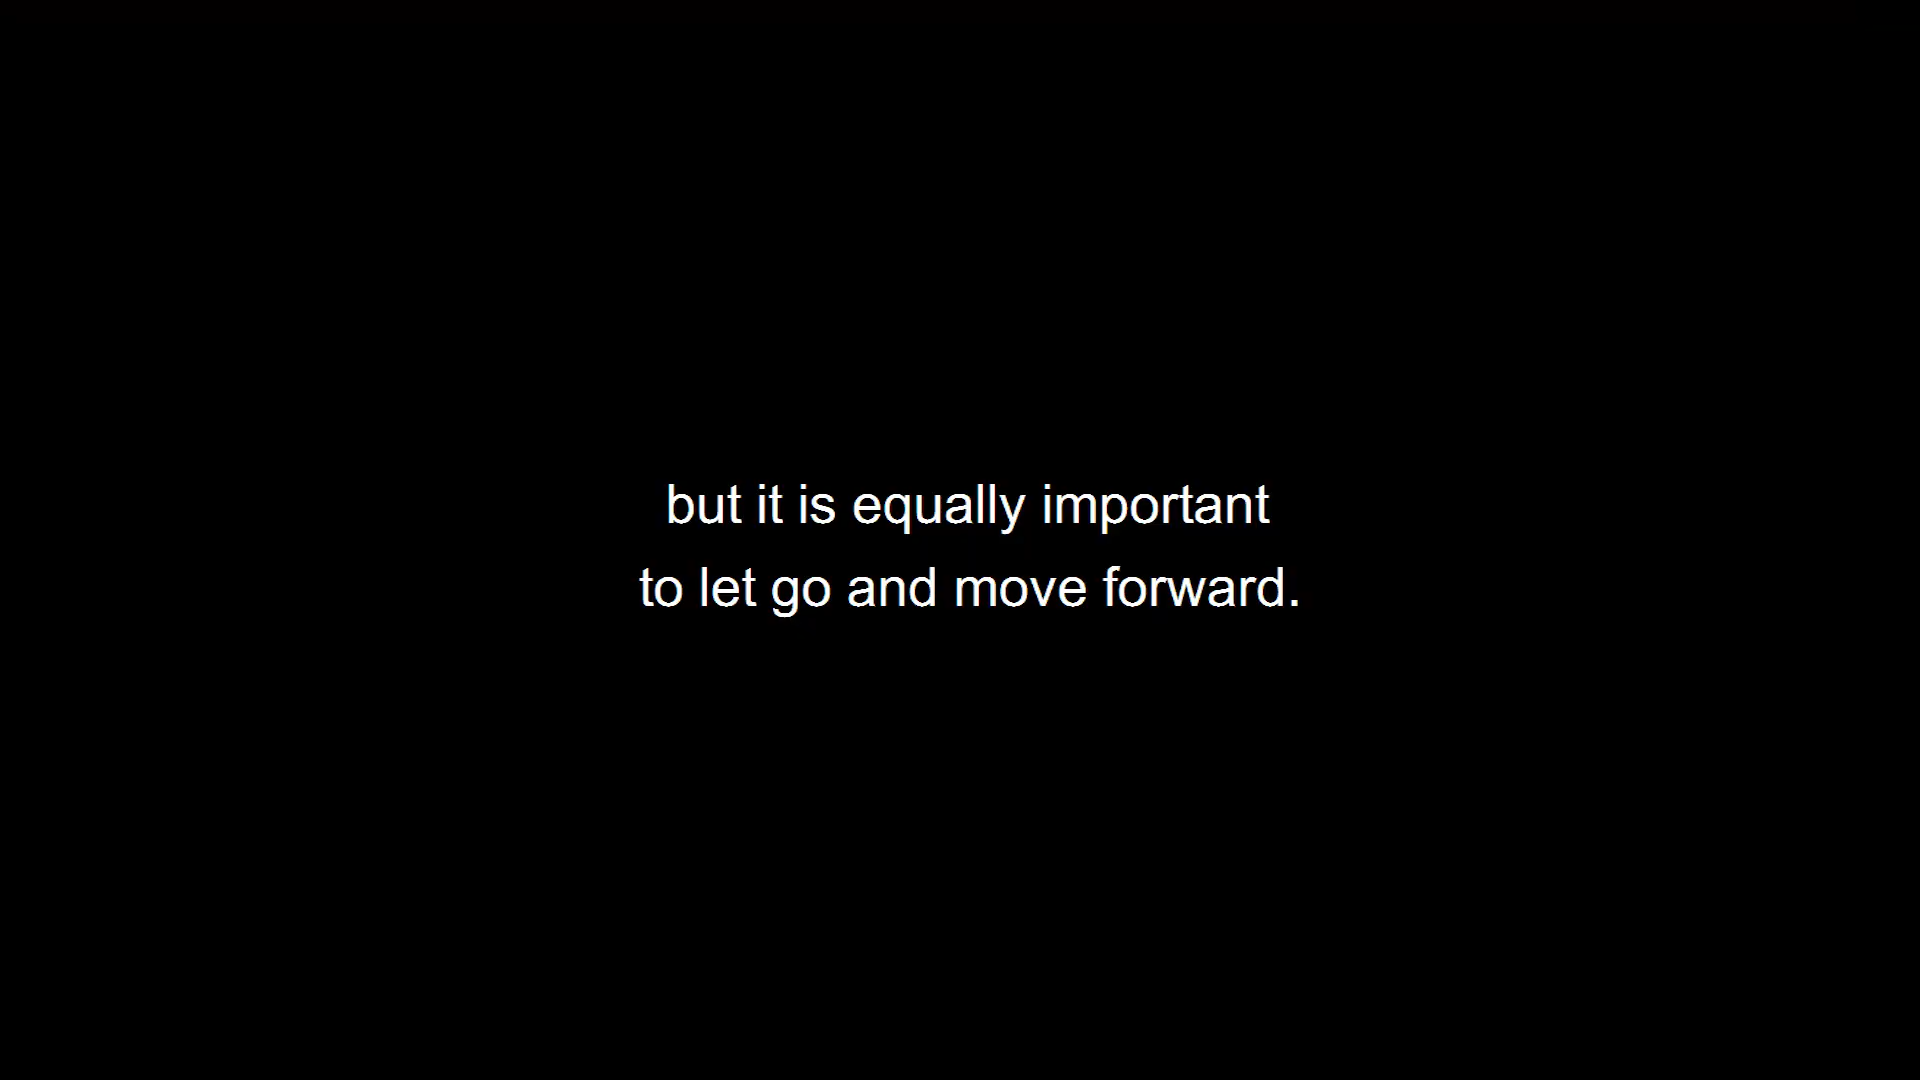 but it is equally important
to let go and move forward.